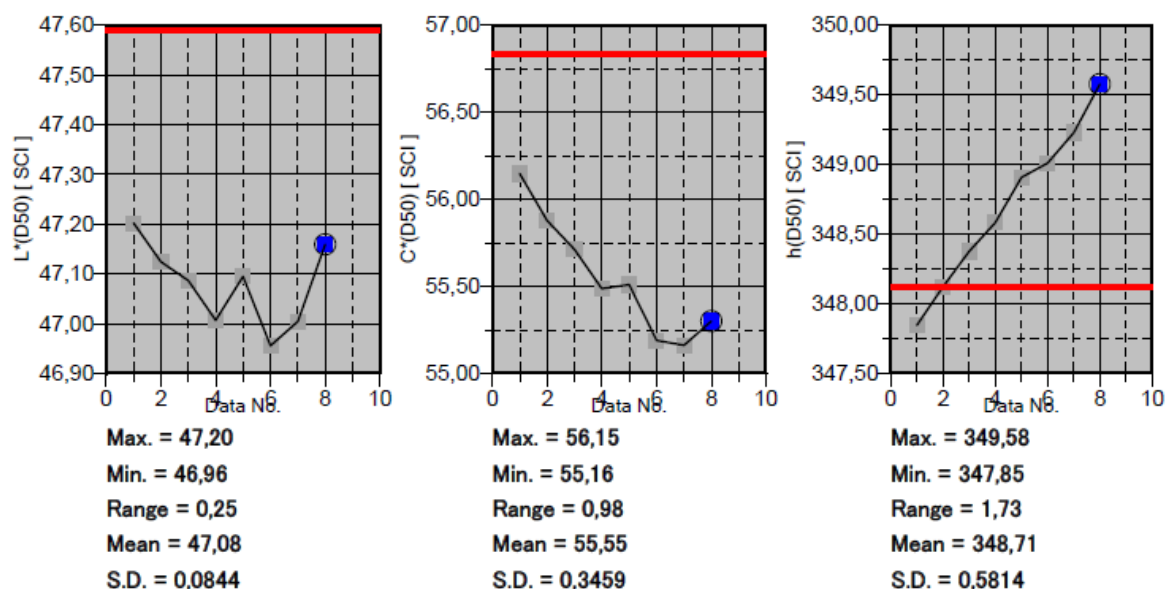 L*(D50) [ SCI ]
47,60
47,50
47,40
47,30
47,20
47,10
47,00
46,90
0 2 4 6 8 10
Data No.
Max. = 47,20
Min. = 46,96
Range = 0,25
Mean = 47,08
S.D. = 0,0844
C*(D50) [ SCI ]
57,00
56,50
56,00
55,50
55,00
0 2 4 6 8 10
Data No.
Max. = 56,15
Min. = 55,16
Range = 0,98
Mean = 55,55
S.D. = 0,3459
h(D50) [ SCI ]
350,00
349,50
349,00
348,50
348,00
347,50
0 2 4 6 8 10
Data No.
Max. = 349,58
Min. = 347,85
Range = 1,73
Mean = 348,71
S.D. = 0,5814